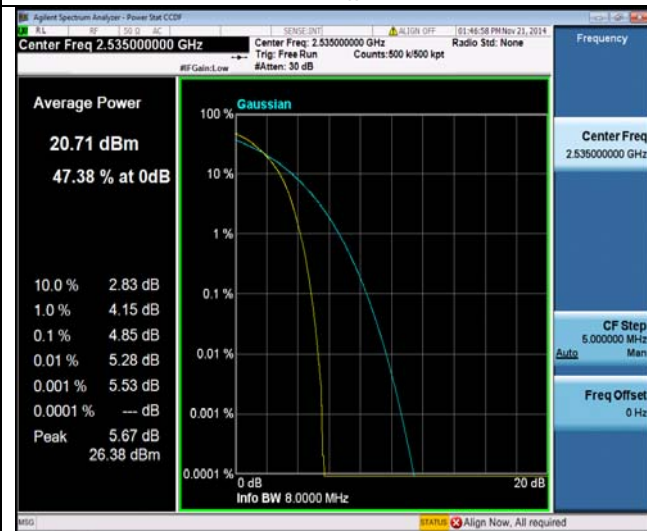 Agilent Spectrum Analyzer - Power Stat CCDF
RL RF 50 Ω AC SENSE:INT ALIGN OFF 01:46:58 PM Nov 21, 2014
Center Freq 2.535000000 GHz
Center Freq: 2.535000000 GHz Radio Std: None
Trig: Free Run Counts:500 k/500 kpt
#IFGain:Low #Atten: 30 dB
Frequency
Average Power
20.71 dBm
47.38 % at 0dB
10.0 % 2.83 dB
1.0 % 4.15 dB
0.1 % 4.85 dB
0.01 % 5.28 dB
0.001 % 5.53 dB
0.0001 % --- dB
Peak 5.67 dB
26.38 dBm
Gaussian
100 %
10 %
1 %
0.1 %
0.01 %
0.001 %
0.0001 %
0 dB 20 dB
Info BW 8.0000 MHz
Center Freq
2.535000000 GHz
CF Step
5.000000 MHz
Auto Man
Freq Offset
0 Hz
MSG STATUS Align Now, All required